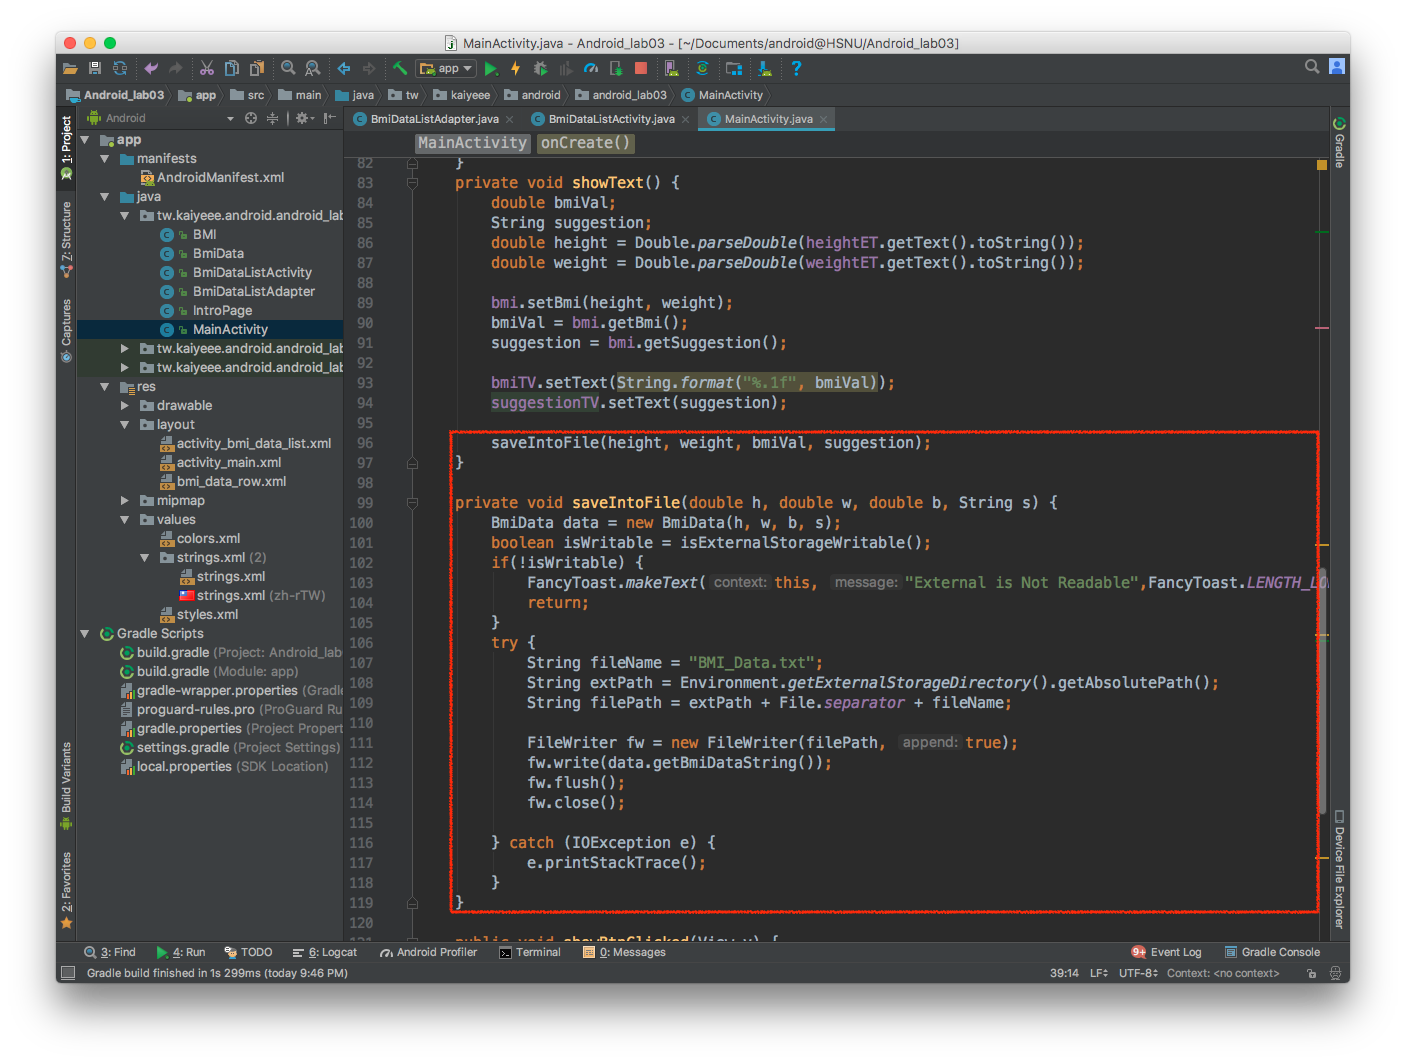 MainActivity.java - Android_lab03 - [~/Documents/android@HSNU/Android_lab03]
app
Android_lab03 app src main java tw kaiyeee android android_lab03 MainActivity
1: Project
Z: Structure
Captures
Build Variants
2: Favorites
Android
app
manifests
AndroidManifest.xml
java
tw.kaiyeee.android.android_lab
BMI
BmiData
BmiDataListActivity
BmiDataListAdapter
IntroPage
MainActivity
tw.kaiyeee.android.android_lab
tw.kaiyeee.android.android_lab
res
drawable
layout
activity_bmi_data_list.xml
activity_main.xml
bmi_data_row.xml
mipmap
values
colors.xml
strings.xml (2)
strings.xml
strings.xml (zh-rTW)
styles.xml
Gradle Scripts
build.gradle (Project: Android_lab
build.gradle (Module: app)
gradle-wrapper.properties (Gradle
proguard-rules.pro (ProGuard Ru
gradle.properties (Project Propert
settings.gradle (Project Settings)
local.properties (SDK Location)
BmiDataListAdapter.java BmiDataListActivity.java MainActivity.java
MainActivity onCreate()
82 }
83 private void showText() {
84 double bmiVal;
85 String suggestion;
86 double height = Double.parseDouble(heightET.getText().toString());
87 double weight = Double.parseDouble(weightET.getText().toString());
88
89 bmi.setBmi(height, weight);
90 bmiVal = bmi.getBmi();
91 suggestion = bmi.getSuggestion();
92
93 bmiTV.setText(String.format("%.1f", bmiVal));
94 suggestionTV.setText(suggestion);
95
96 saveIntoFile(height, weight, bmiVal, suggestion);
97 }
98
99 private void saveIntoFile(double h, double w, double b, String s) {
100 BmiData data = new BmiData(h, w, b, s);
101 boolean isWritable = isExternalStorageWritable();
102 if(!isWritable) {
103 FancyToast.makeText( context: this, message: "External is Not Readable",FancyToast.LENGTH_LO
104 return;
105 }
106 try {
107 String fileName = "BMI_Data.txt";
108 String extPath = Environment.getExternalStorageDirectory().getAbsolutePath();
109 String filePath = extPath + File.separator + fileName;
110
111 FileWriter fw = new FileWriter(filePath, append: true);
112 fw.write(data.getBmiDataString());
113 fw.flush();
114 fw.close();
115
116 } catch (IOException e) {
117 e.printStackTrace();
118 }
119 }
120
121 public void showBtnClicked(View v) {
Gradle
Device File Explorer
3: Find 4: Run TODO 6: Logcat Android Profiler Terminal 0: Messages 9+ Event Log Gradle Console
Gradle build finished in 1s 299ms (today 9:46 PM) 39:14 LF UTF-8 Context: <no context>